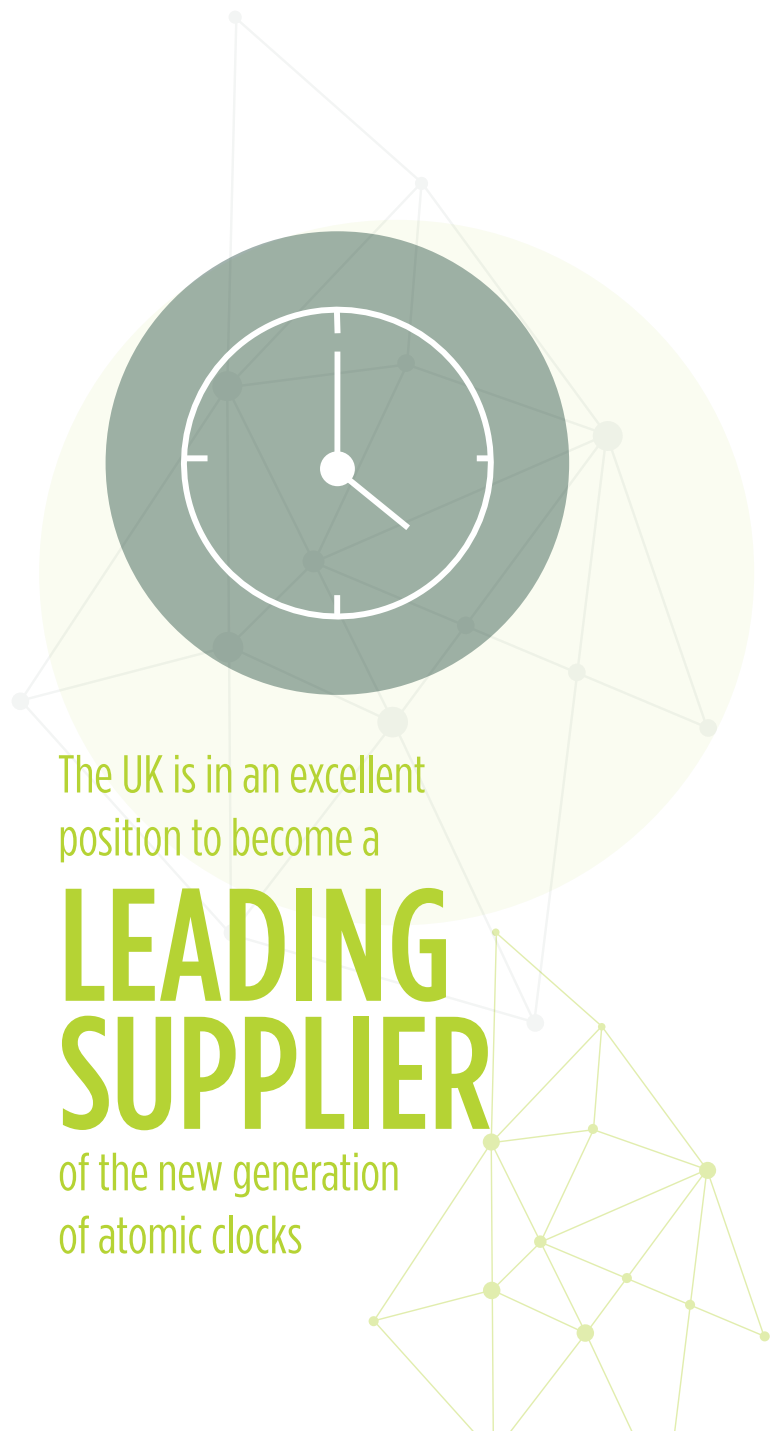 The UK is in an excellent
position to become a
LEADING
SUPPLIER
of the new generation
of atomic clocks